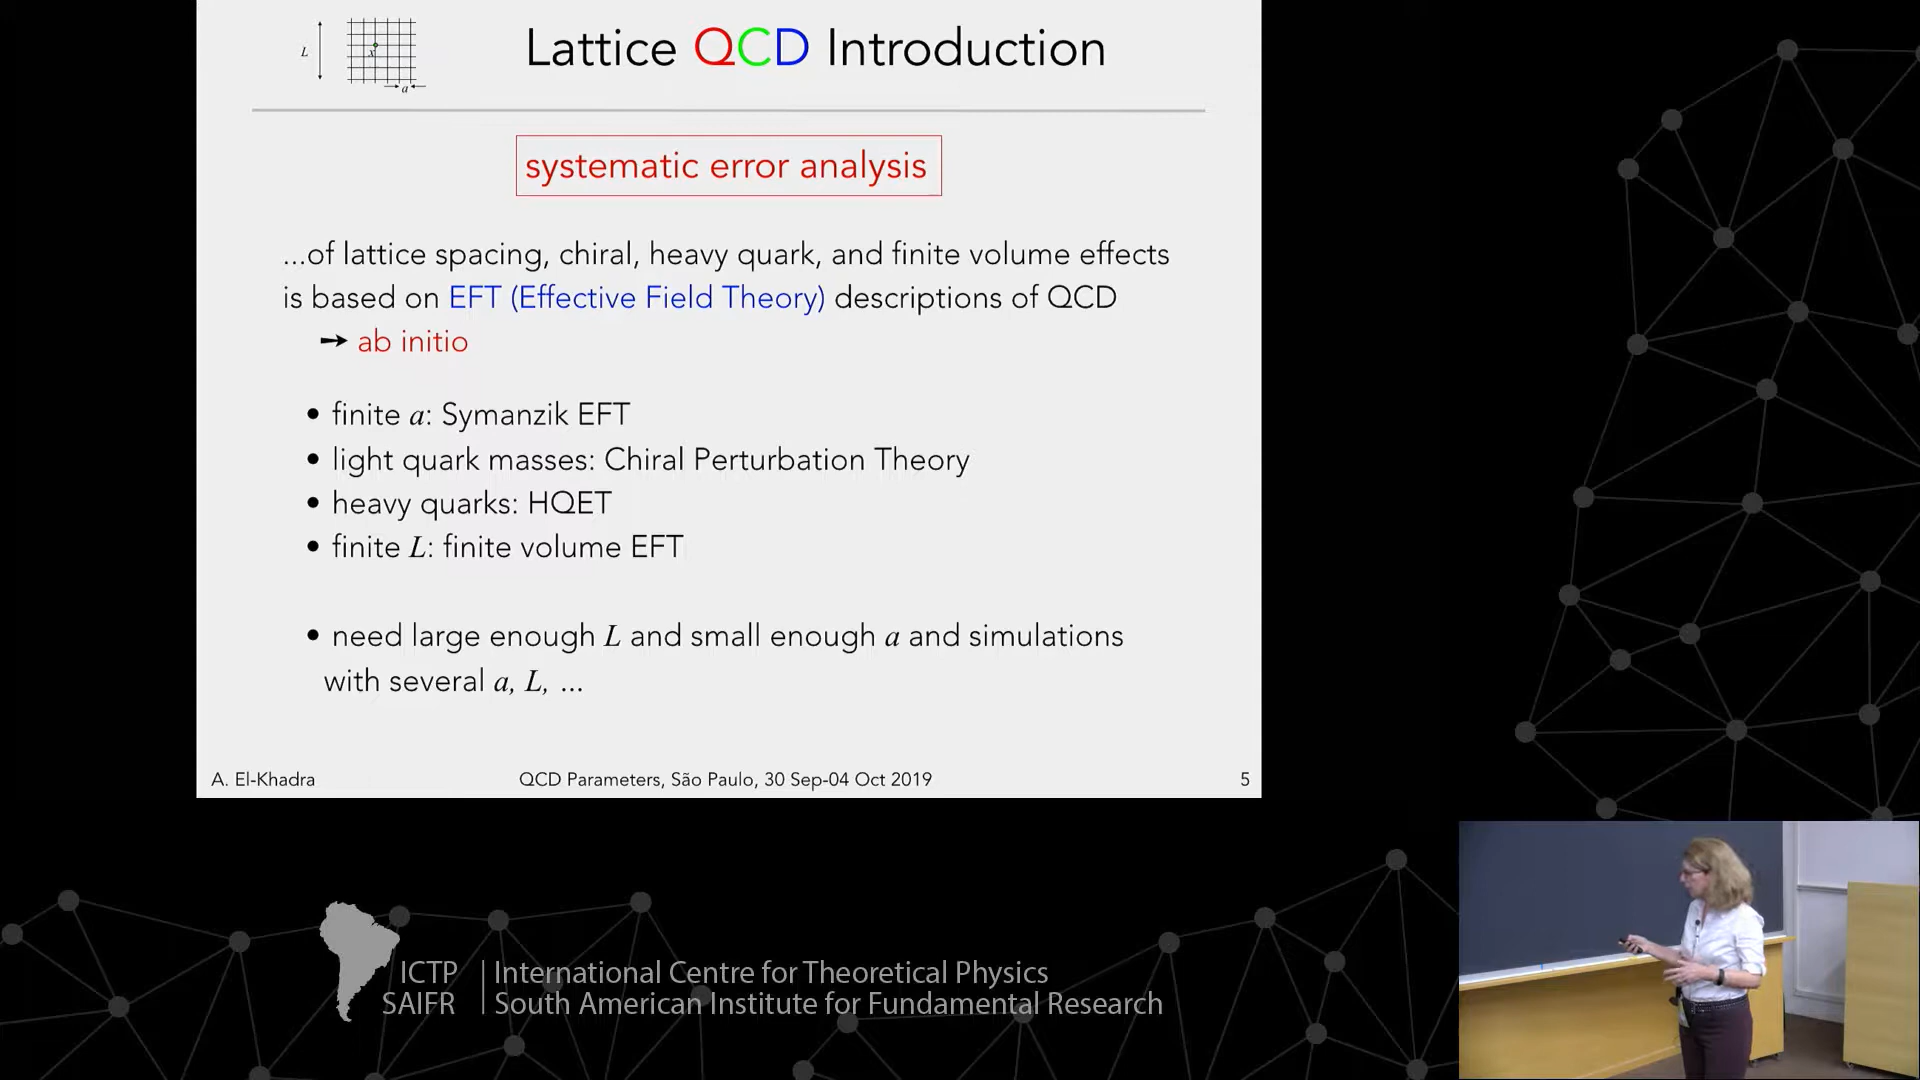 L
x
a
Lattice QCD Introduction
systematic error analysis
...of lattice spacing, chiral, heavy quark, and finite volume effects
is based on EFT (Effective Field Theory) descriptions of QCD
➙ ab initio
• finite a: Symanzik EFT
• light quark masses: Chiral Perturbation Theory
• heavy quarks: HQET
• finite L: finite volume EFT
• need large enough L and small enough a and simulations
with several a, L, ...
A. El-Khadra
QCD Parameters, São Paulo, 30 Sep-04 Oct 2019
5
ICTP | International Centre for Theoretical Physics
SAIFR | South American Institute for Fundamental Research